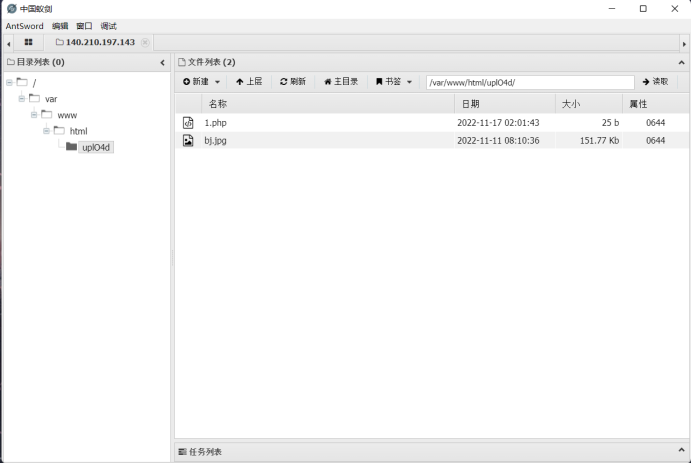 中国蚁剑
AntSword 编辑 窗口 调试
140.210.197.143
目录列表 (0)
文件列表 (2)
新建 上层 刷新 主目录 书签 /var/www/html/uplO4d/ 读取
/
var
www
html
uplO4d
名称 日期 大小 属性
1.php 2022-11-17 02:01:43 25 b 0644
bj.jpg 2022-11-11 08:10:36 151.77 Kb 0644
任务列表